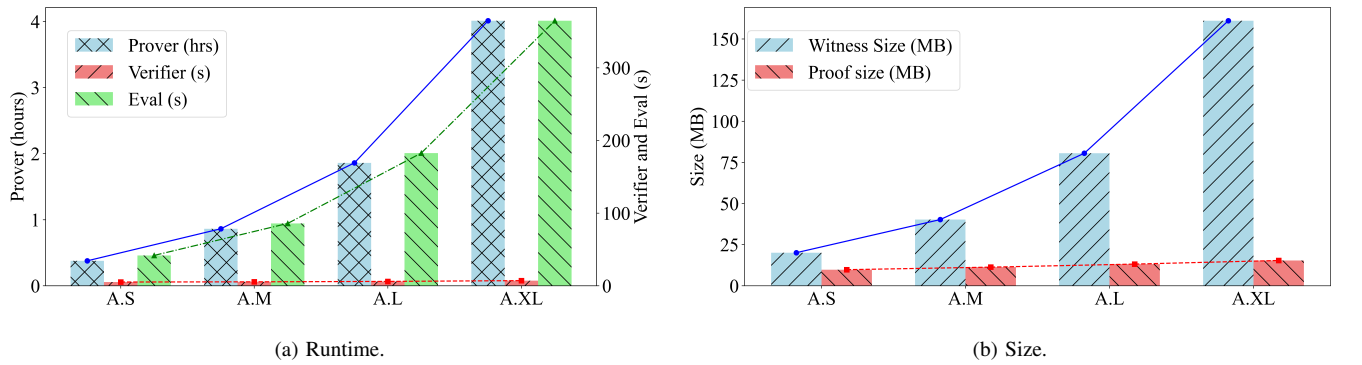 Prover (hours)
4
3
2
1
0
Prover (hrs)
Verifier (s)
Eval (s)
A.S
A.M
A.L
A.XL
300
200
100
0
Verifier and Eval (s)
(a) Runtime.
Size (MB)
150
125
100
75
50
25
0
Witness Size (MB)
Proof size (MB)
A.S
A.M
A.L
A.XL
(b) Size.